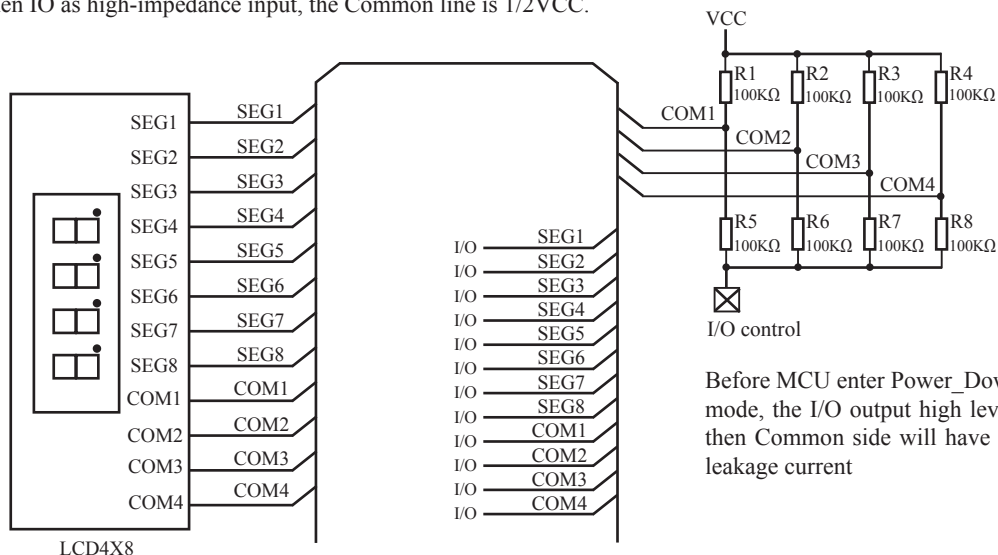 IO as high-impedance input, the Common line is 1/2VCC.
VCC
R1
100KΩ
R2
100KΩ
R3
100KΩ
R4
100KΩ
COM1
COM2
COM3
COM4
R5
100KΩ
R6
100KΩ
R7
100KΩ
R8
100KΩ
I/O control
SEG1
SEG2
SEG3
SEG4
SEG5
SEG6
SEG7
SEG8
COM1
COM2
COM3
COM4
SEG1
SEG2
SEG3
SEG4
SEG5
SEG6
SEG7
SEG8
COM1
COM2
COM3
COM4
LCD4X8
I/O SEG1
I/O SEG2
I/O SEG3
I/O SEG4
I/O SEG5
I/O SEG6
I/O SEG7
I/O SEG8
I/O COM1
I/O COM2
I/O COM3
I/O COM4
Before MCU enter
mode, the I/O output high
then Common side will have
leakage current